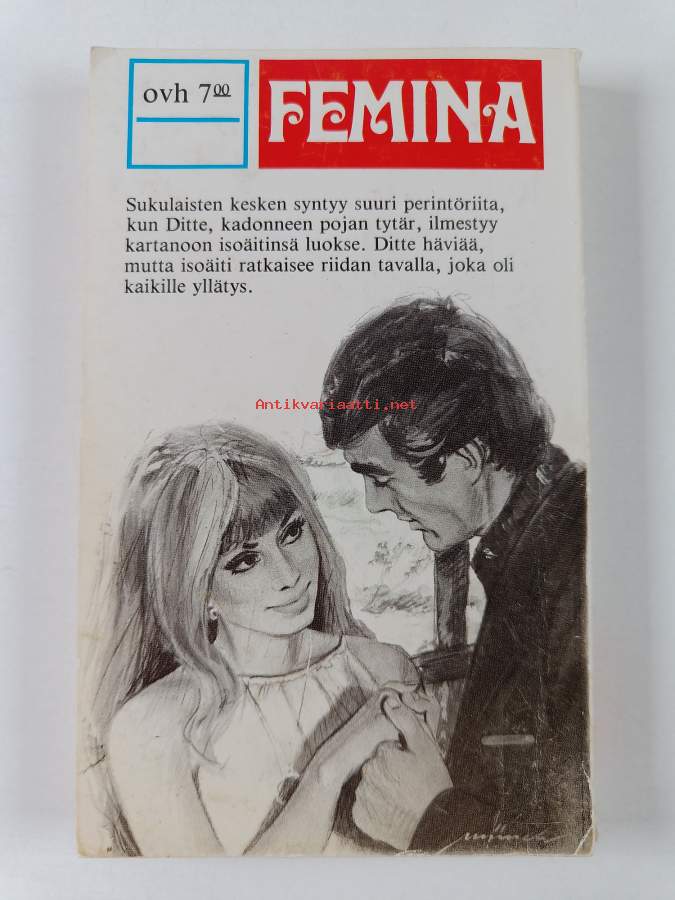 ovh 700
FEMINA
Sukulaisten kesken syntyy suuri perintöriita,
kun Ditte, kadonneen pojan tytär, ilmestyy
kartanoon isoäitinsä luokse. Ditte häviää,
mutta isoäiti ratkaisee riidan tavalla, joka oli
kaikille yllätys.
Antikvariaatti.net